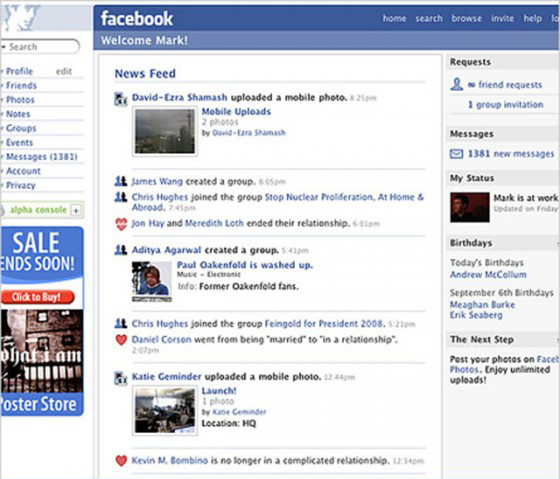 facebook
home search browse invite help lo
Welcome Mark!
Search
Profile edit
Friends
Photos
Notes
Groups
Events
Messages (1381)
Account
Privacy
alpha console +
SALE
ENDS SOON!
Click to Buy!
what i am
Poster Store
News Feed
David-Ezra Shamash uploaded a mobile photo. 8:25pm
Mobile Uploads
2 photos
by David-Ezra Shamash
James Wang created a group. 8:05pm
Chris Hughes joined the group Stop Nuclear Proliferation, At Home &
Abroad. 7:45pm
Jon Hay and Meredith Loth ended their relationship. 6:01pm
Aditya Agarwal created a group. 5:41pm
Paul Oakenfold is washed up.
Music - Electronic
Info: Former Oakenfold fans.
Chris Hughes joined the group Feingold for President 2008. 5:21pm
Daniel Corson went from being "married" to "in a relationship".
2:07pm
Katie Geminder uploaded a mobile photo. 12:44pm
Launch!
1 photo
by Katie Geminder
Location: HQ
Kevin M. Bombino is no longer in a complicated relationship. 12:34pm
Requests
∞ friend requests
1 group invitation
Messages
1381 new messages
My Status
Mark is at work
Updated on Friday
Birthdays
Today's Birthdays
Andrew McCollum
September 6th Birthdays
Meaghan Burke
Erik Seaberg
The Next Step
Post your photos on Faceb
Photos. Enjoy unlimited
uploads!